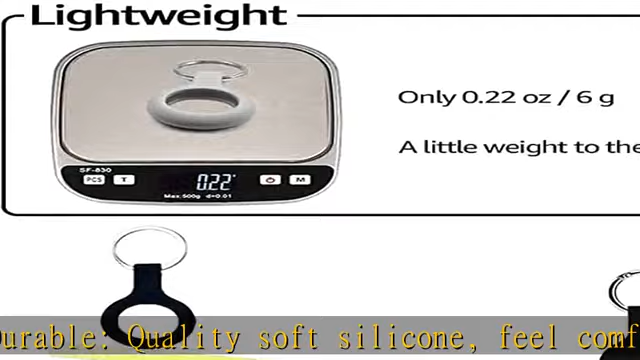 Lightweight
Only 0.22 oz / 6 g
A little weight to the
SF-830
PCS T 0.22 M
Max:500g d=0.01
Durable: Quality soft silicone, feel comf